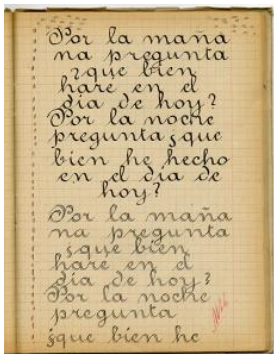 Por la maña
na pregunta
¿que bien
hare en el
dia de hoy?
Por la noche
pregunta ¿que
bien he hecho
en el dia de
hoy?
Por la maña
na pregunta
¿que bien
hare en el
dia de hoy?
Por la noche
pregunta
¿que bien he